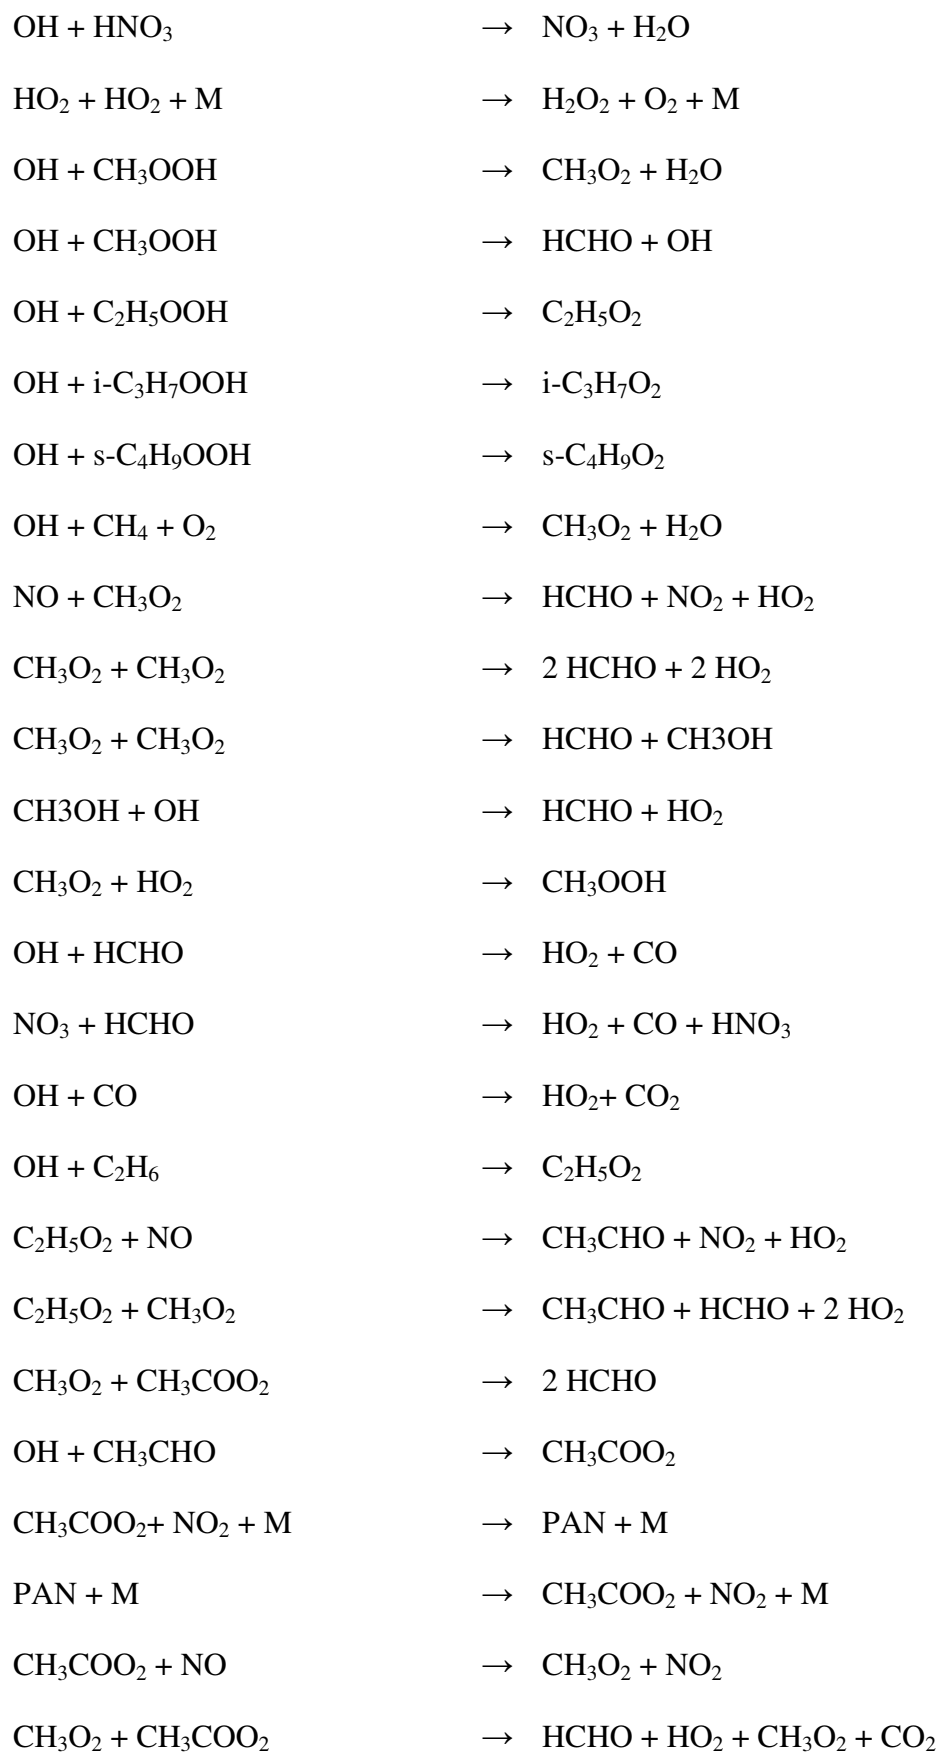 OH + HNO₃ → NO₃ + H₂O
HO₂ + HO₂ + M → H₂O₂ + O₂ + M
OH + CH₃OOH → CH₃O₂ + H₂O
OH + CH₃OOH → HCHO + OH
OH + C₂H₅OOH → C₂H₅O₂
OH + i-C₃H₇OOH → i-C₃H₇O₂
OH + s-C₄H₉OOH → s-C₄H₉O₂
OH + CH₄ + O₂ → CH₃O₂ + H₂O
NO + CH₃O₂ → HCHO + NO₂ + HO₂
CH₃O₂ + CH₃O₂ → 2 HCHO + 2 HO₂
CH₃O₂ + CH₃O₂ → HCHO + CH3OH
CH3OH + OH → HCHO + HO₂
CH₃O₂ + HO₂ → CH₃OOH
OH + HCHO → HO₂ + CO
NO₃ + HCHO → HO₂ + CO + HNO₃
OH + CO → HO₂+ CO₂
OH + C₂H₆ → C₂H₅O₂
C₂H₅O₂ + NO → CH₃CHO + NO₂ + HO₂
C₂H₅O₂ + CH₃O₂ → CH₃CHO + HCHO + 2 HO₂
CH₃O₂ + CH₃COO₂ → 2 HCHO
OH + CH₃CHO → CH₃COO₂
CH₃COO₂+ NO₂ + M → PAN + M
PAN + M → CH₃COO₂ + NO₂ + M
CH₃COO₂ + NO → CH₃O₂ + NO₂
CH₃O₂ + CH₃COO₂ → HCHO + HO₂ + CH₃O₂ + CO₂